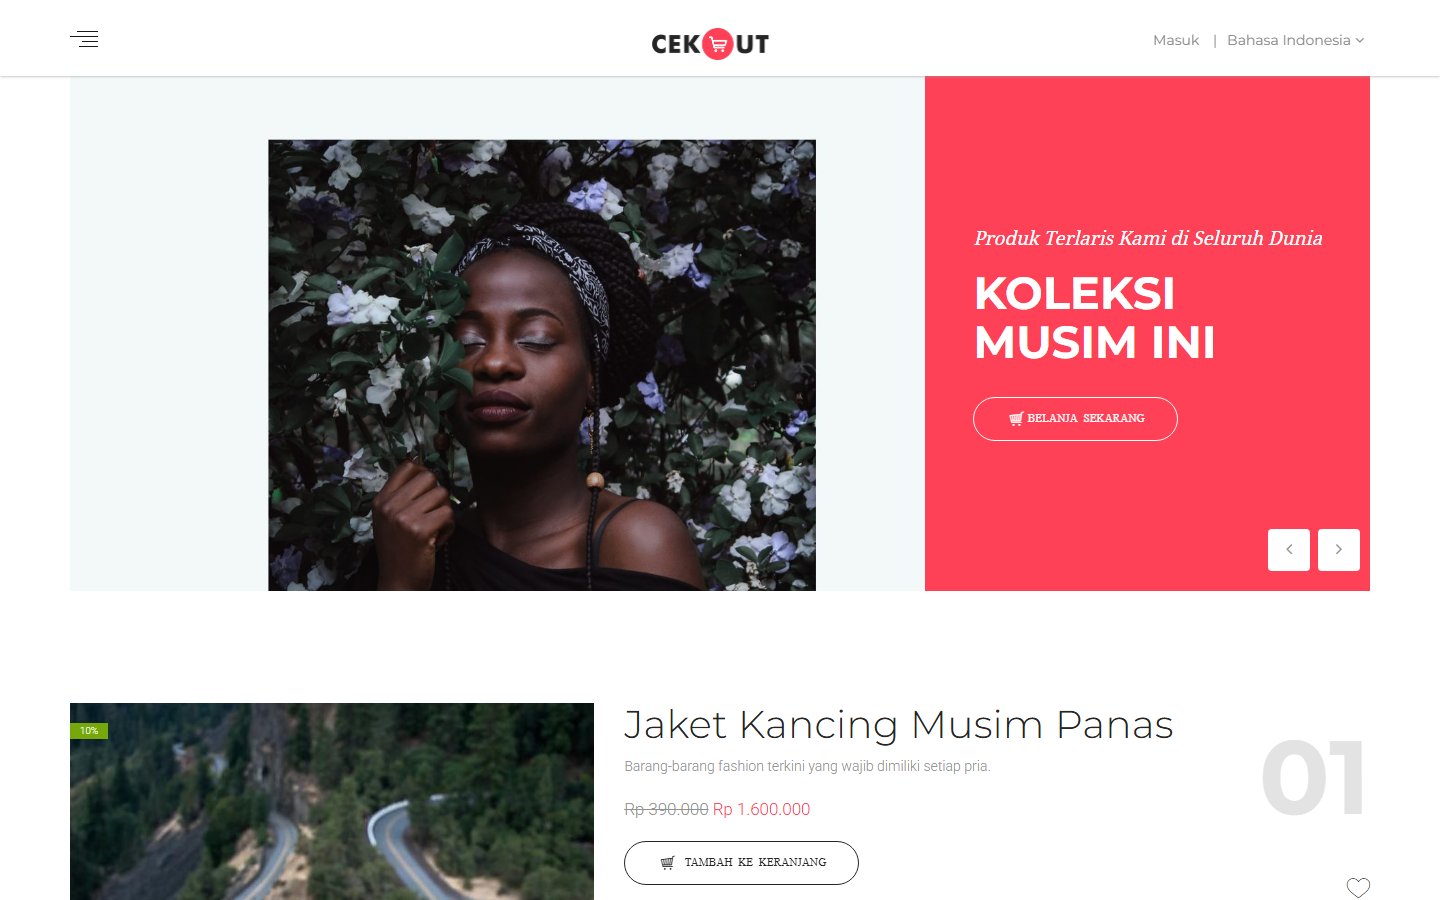 CEKOUT
Masuk | Bahasa Indonesia
Produk Terlaris Kami di Seluruh Dunia
KOLEKSI
MUSIM INI
BELANJA SEKARANG
10%
Jaket Kancing Musim Panas
Barang-barang fashion terkini yang wajib dimiliki setiap pria.
01
Rp 390.000 Rp 1.600.000
TAMBAH KE KERANJANG